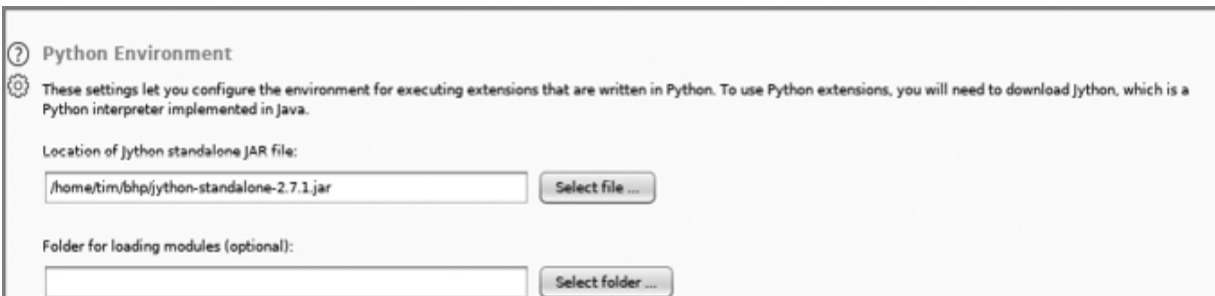 Python Environment
These settings let you configure the environment for executing extensions that are written in Python. To use Python extensions, you will need to download Jython, which is a
Python interpreter implemented in Java.
Location of Jython standalone JAR file:
/home/tim/bhp/jython-standalone-2.7.1.jar
Select file ...
Folder for loading modules (optional):
Select folder ...